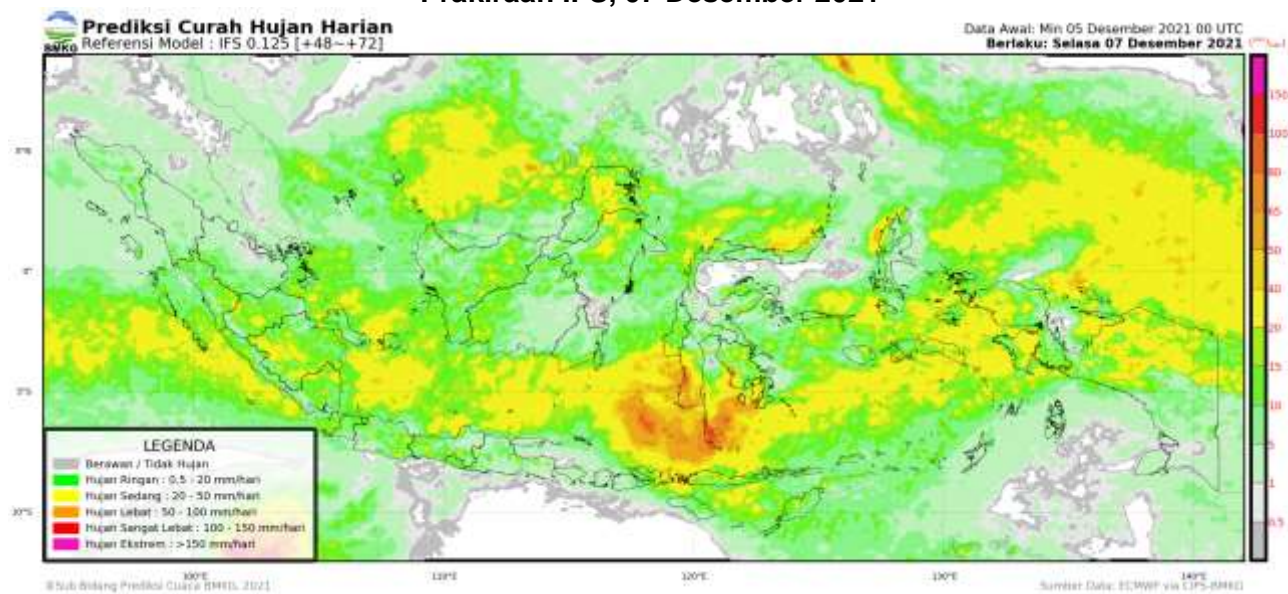 Prakiraan IFS, 07 Desember 2021
BMKG
Prediksi Curah Hujan Harian
Referensi Model : IFS 0.125 [+48~+72]
Data Awal: Min 05 Desember 2021 00 UTC
Berlaku: Selasa 07 Desember 2021
150
100
80
65
50
40
20
15
10
5
1
0.5
5°N
0°
5°S
10°S
LEGENDA
Berawan / Tidak Hujan
Hujan Ringan : 0.5 - 20 mm/hari
Hujan Sedang : 20 - 50 mm/hari
Hujan Lebat : 50 - 100 mm/hari
Hujan Sangat Lebat : 100 - 150 mm/hari
Hujan Ekstrem : >150 mm/hari
100°E
110°E
120°E
130°E
140°E
©Sub Bidang Prediksi Cuaca BMKG, 2021
Sumber Data: ECMWF via CIPS-BMKG